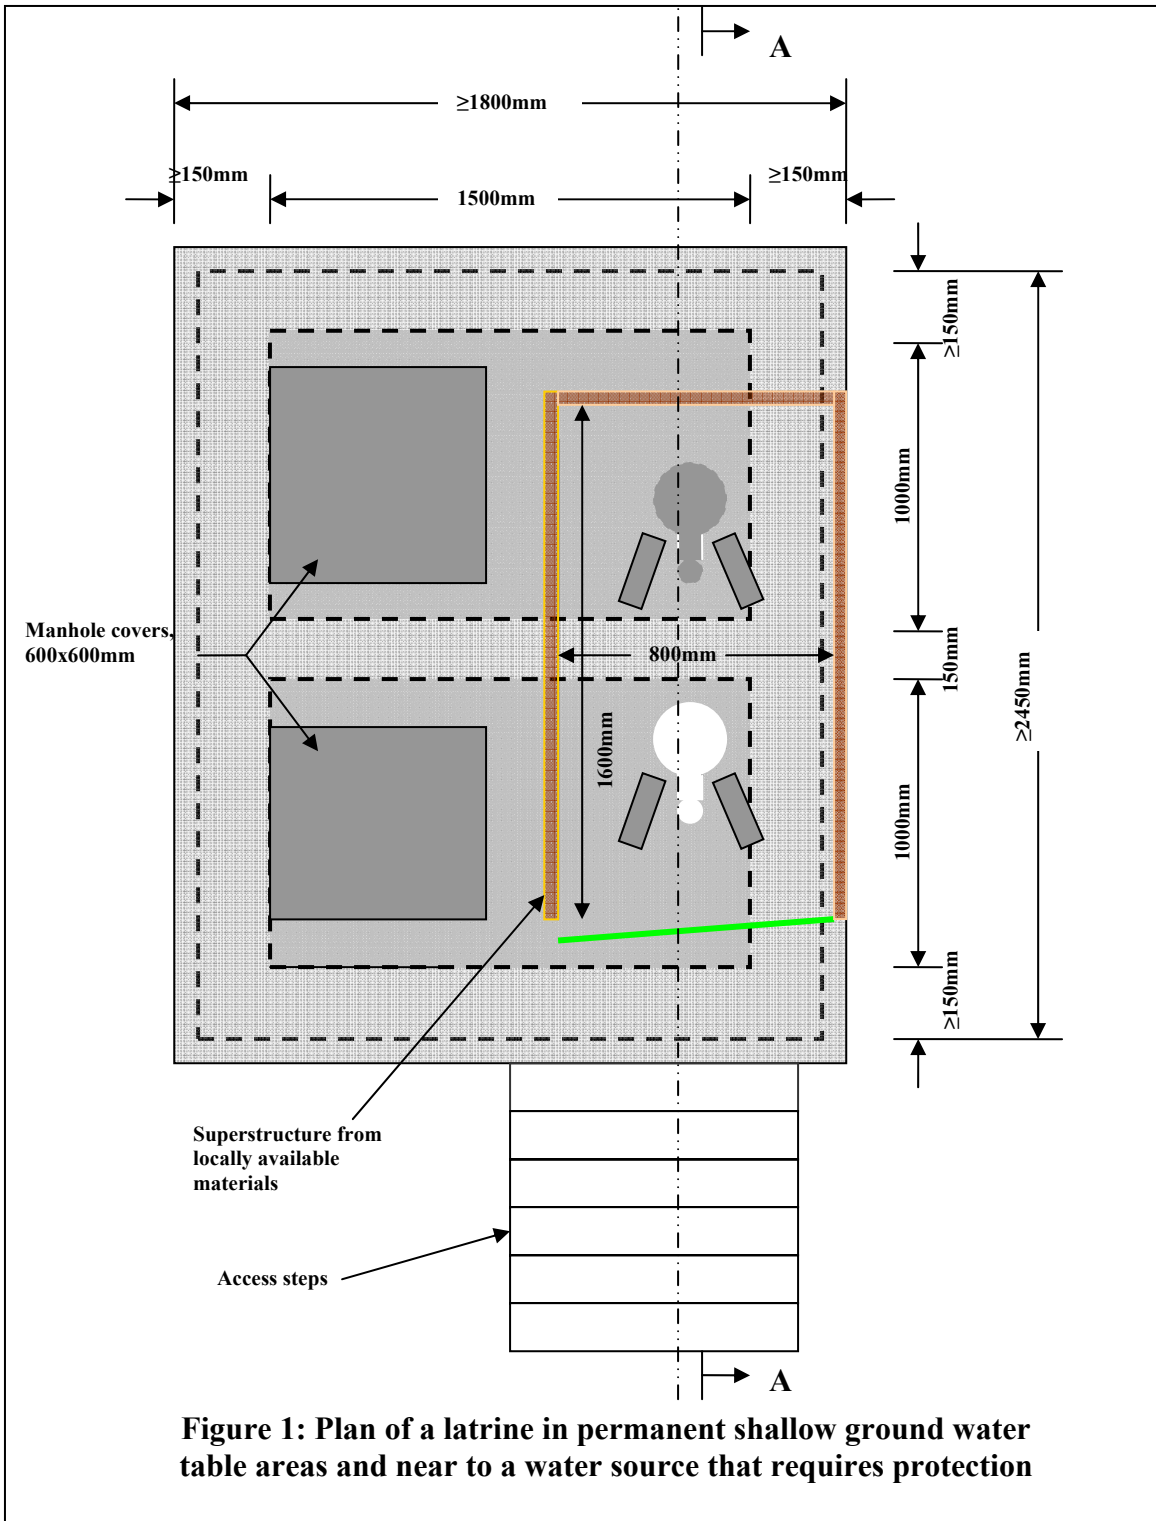 A
≥1800mm
≥150mm
≥150mm
1500mm
≥150mm
1000mm
Manhole covers,
600x600mm
800mm
150mm
≥2450mm
1600mm
1000mm
≥150mm
Superstructure from
locally available
materials
Access steps
A
Figure 1: Plan of a latrine in permanent shallow ground water
table areas and near to a water source that requires protection